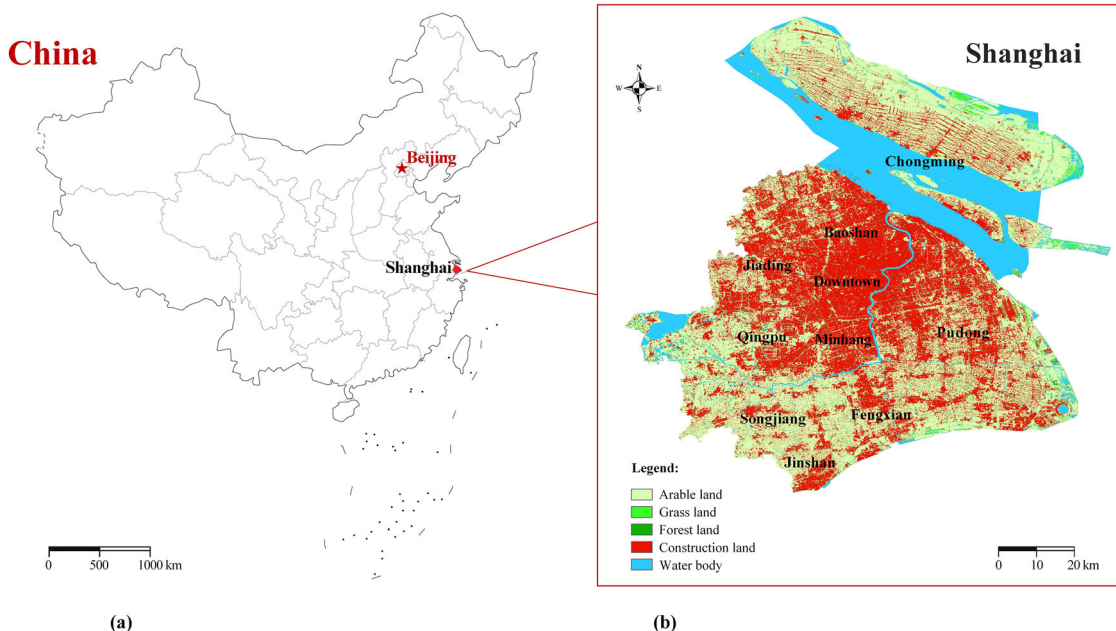 China
Beijing
Shanghai
0 500 1000 km
(a)
Shanghai
N
W E
S
Chongming
Baoshan
Jiading
Downtown
Qingpu
Minhang
Pudong
Songjiang
Fengxian
Jinshan
Legend:
Arable land
Grass land
Forest land
Construction land
Water body
0 10 20 km
(b)